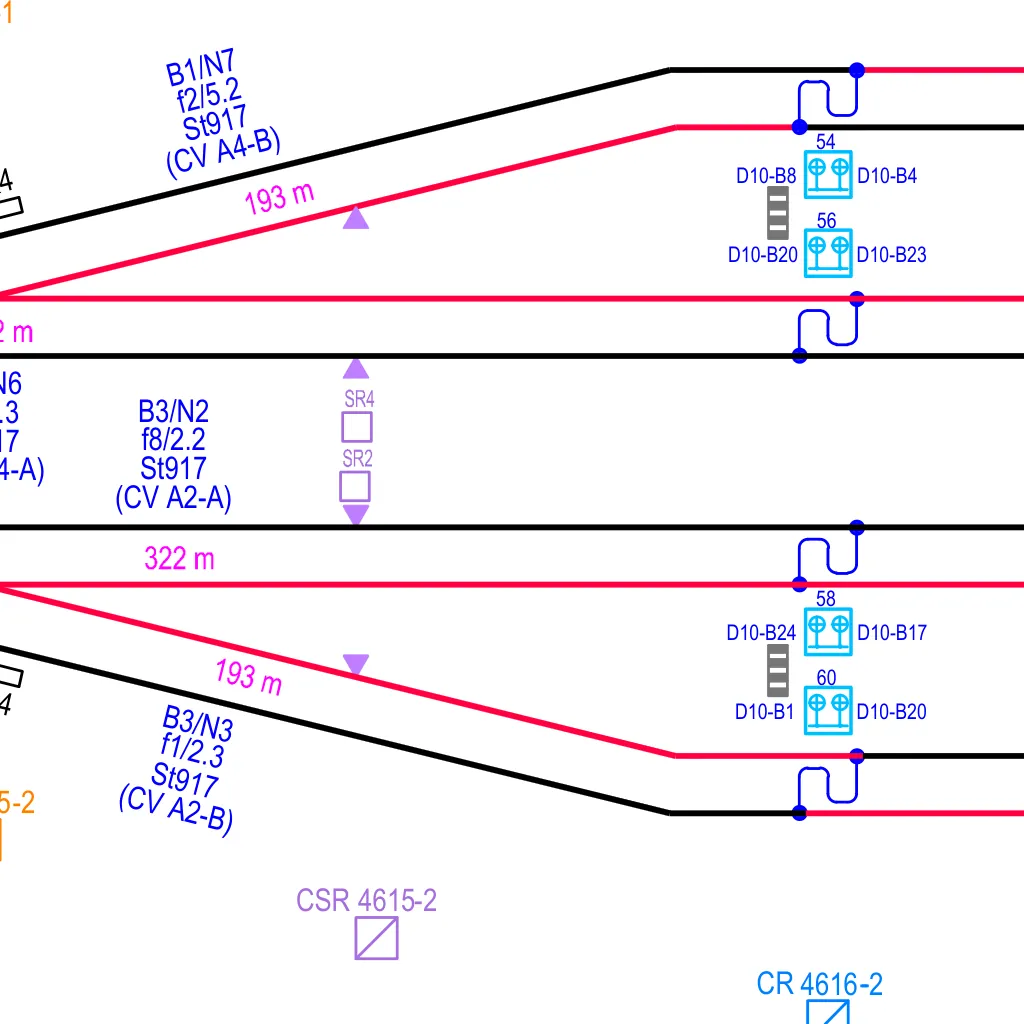 -1
B1/N7
f2/5.2
St917
(CV A4-B)
193 m
4
54
D10-B8
D10-B4
56
D10-B20
D10-B23
2 m
N6
.3
17
4-A)
B3/N2
f8/2.2
St917
(CV A2-A)
SR4
SR2
322 m
58
D10-B24
D10-B17
60
D10-B1
D10-B20
193 m
4
B3/N3
f1/2.3
St917
(CV A2-B)
5-2
CSR 4615-2
CR 4616-2